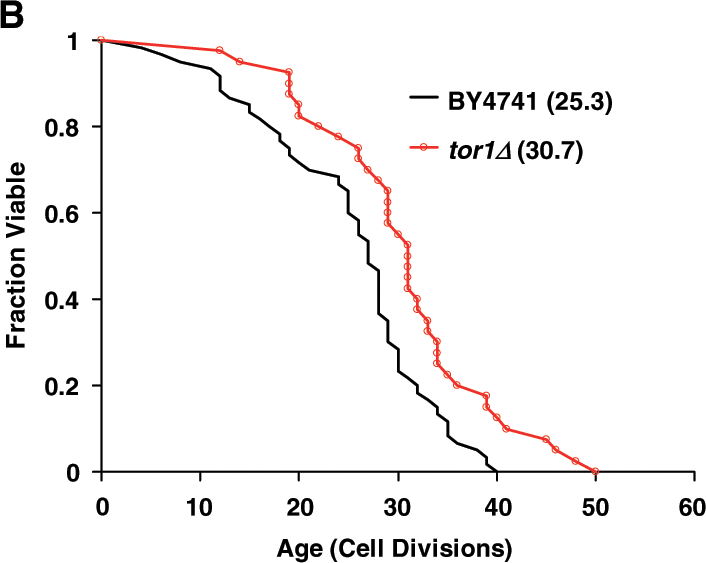 B
Fraction Viable
1
0.8
0.6
0.4
0.2
0
BY4741 (25.3)
tor1Δ (30.7)
0 10 20 30 40 50 60
Age (Cell Divisions)